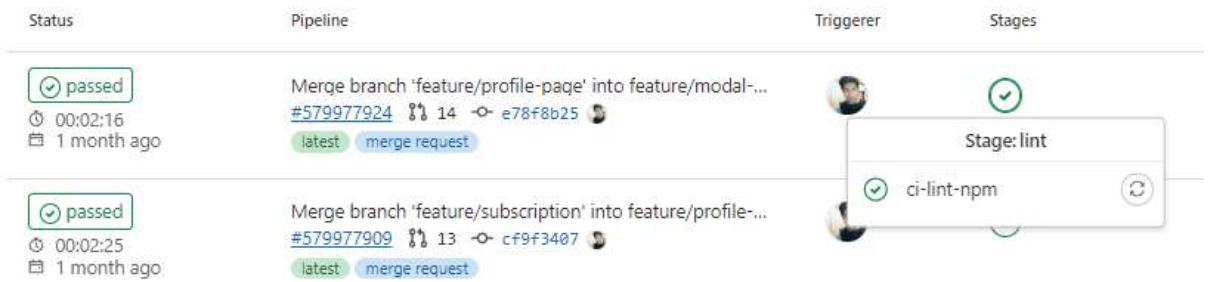 Status Pipeline Triggerer Stages
passed
00:02:16
1 month ago
Merge branch 'feature/profile-page' into feature/modal-...
#579977924 14 e78f8b25
latest merge request
Stage: lint
ci-lint-npm
passed
00:02:25
1 month ago
Merge branch 'feature/subscription' into feature/profile-...
#579977909 13 cf9f3407
latest merge request